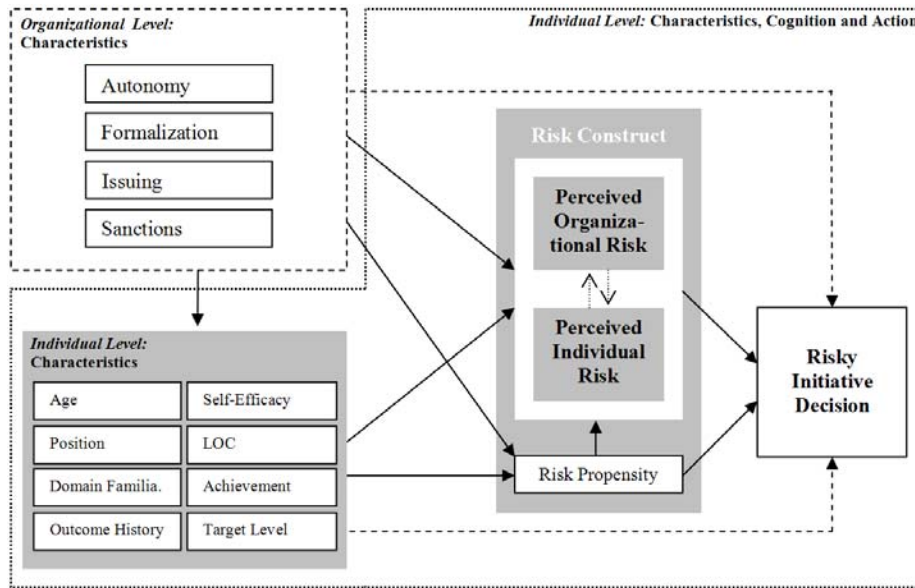 Organizational Level:
Characteristics
Individual Level: Characteristics, Cognition and Action
Autonomy
Formalization
Issuing
Sanctions
Risk Construct
Perceived
Organiza-
tional Risk
Perceived
Individual
Risk
Risk Propensity
Risky
Initiative
Decision
Individual Level:
Characteristics
Age
Self-Efficacy
Position
LOC
Domain Familia.
Achievement
Outcome History
Target Level